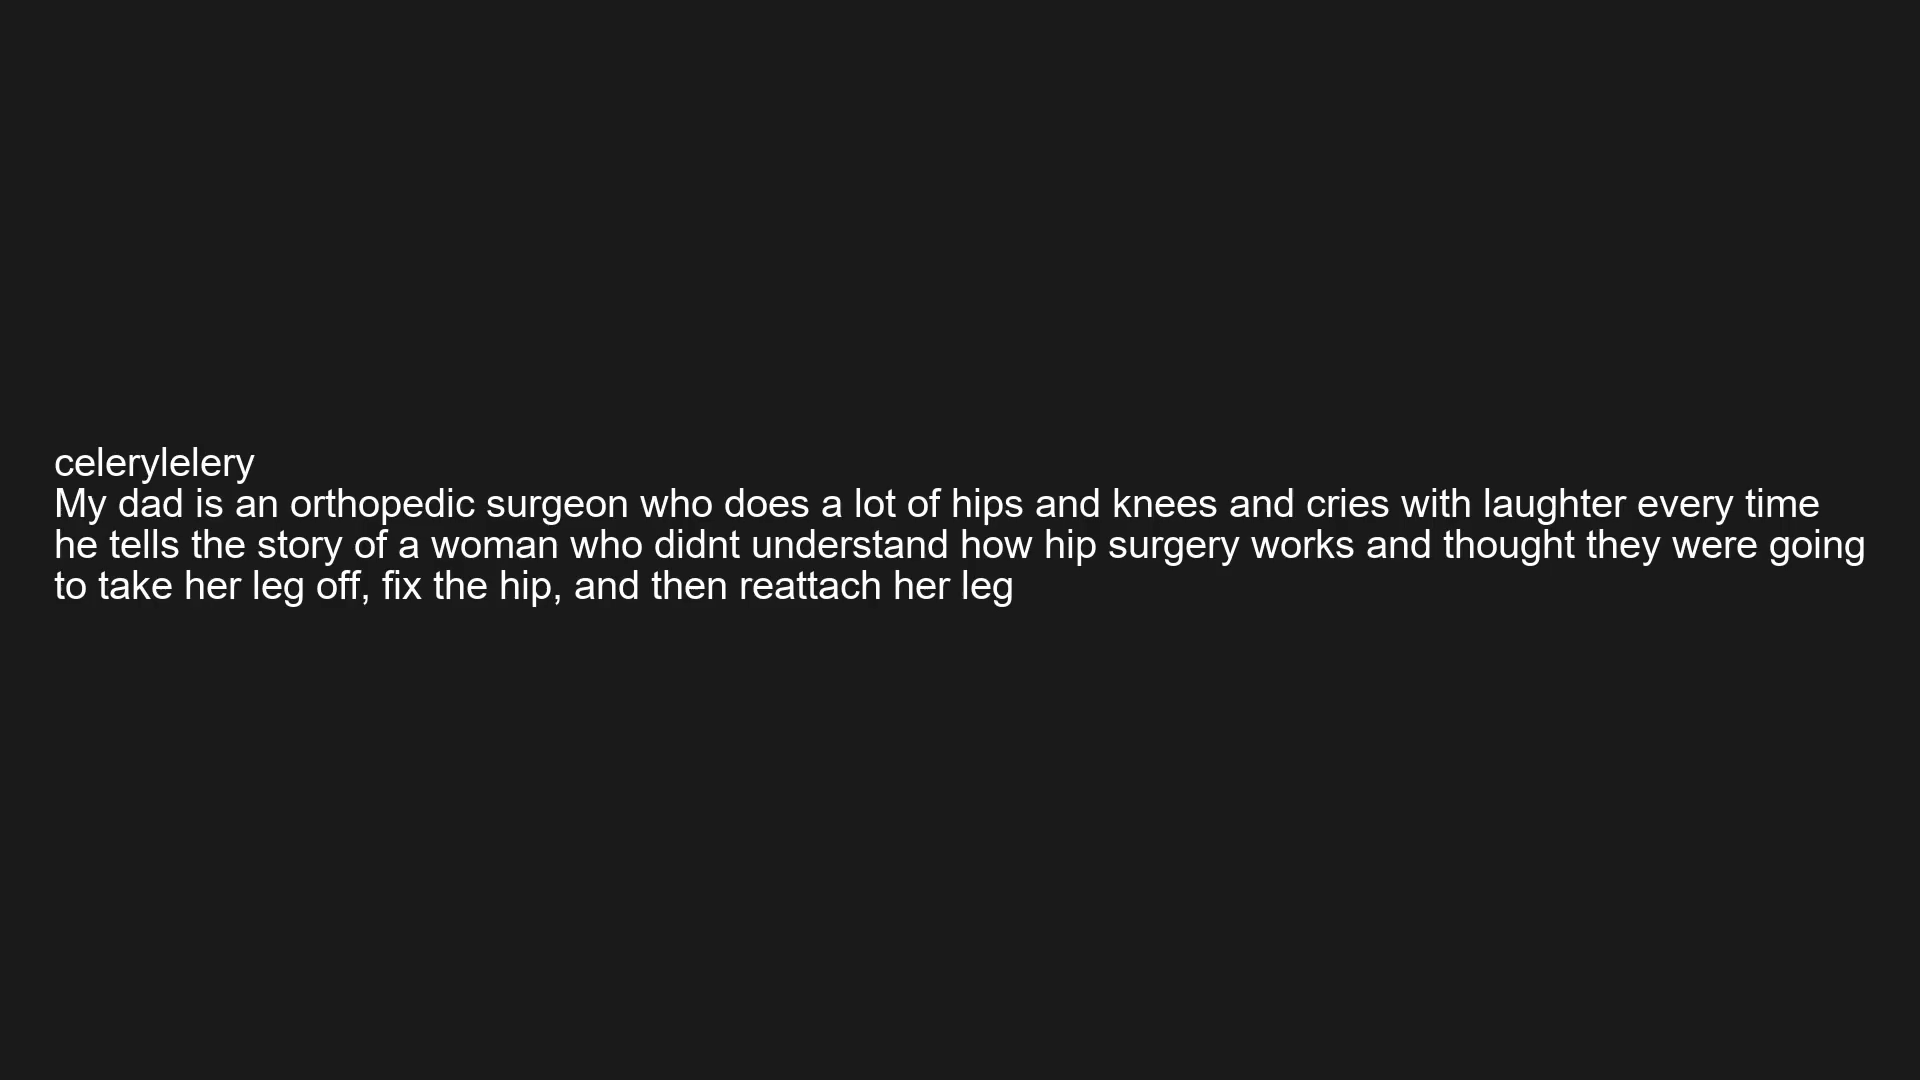 celerylelery
My dad is an orthopedic surgeon who does a lot of hips and knees and cries with laughter every time
he tells the story of a woman who didnt understand how hip surgery works and thought they were going
to take her leg off, fix the hip, and then reattach her leg